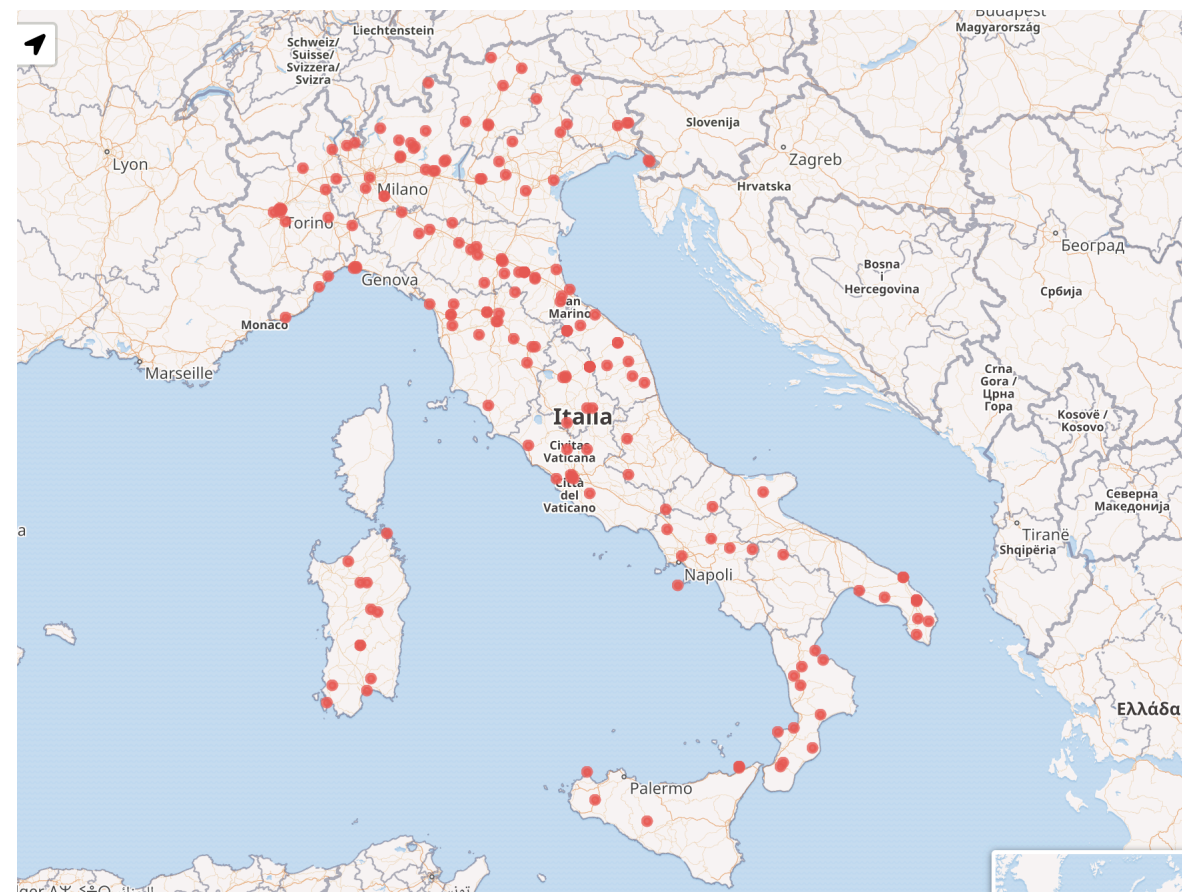 Budapest
Magyarország
Liechtenstein
Schweiz/
Suisse/
Svizzera/
Svizra
Slovenija
Lyon
Zagreb
Milano
Hrvatska
Torino
Београд
Bosna
i
Hercegovina
Genova
Србија
San
Marino
Monaco
Marseille
Crna
Gora /
Црна
Гора
Kosovë /
Kosovo
Italia
Civitas
Vaticana
Città
del
Vaticano
Северна
Македонија
a
Tiranë
Shqipëria
Napoli
Ελλάδα
Palermo